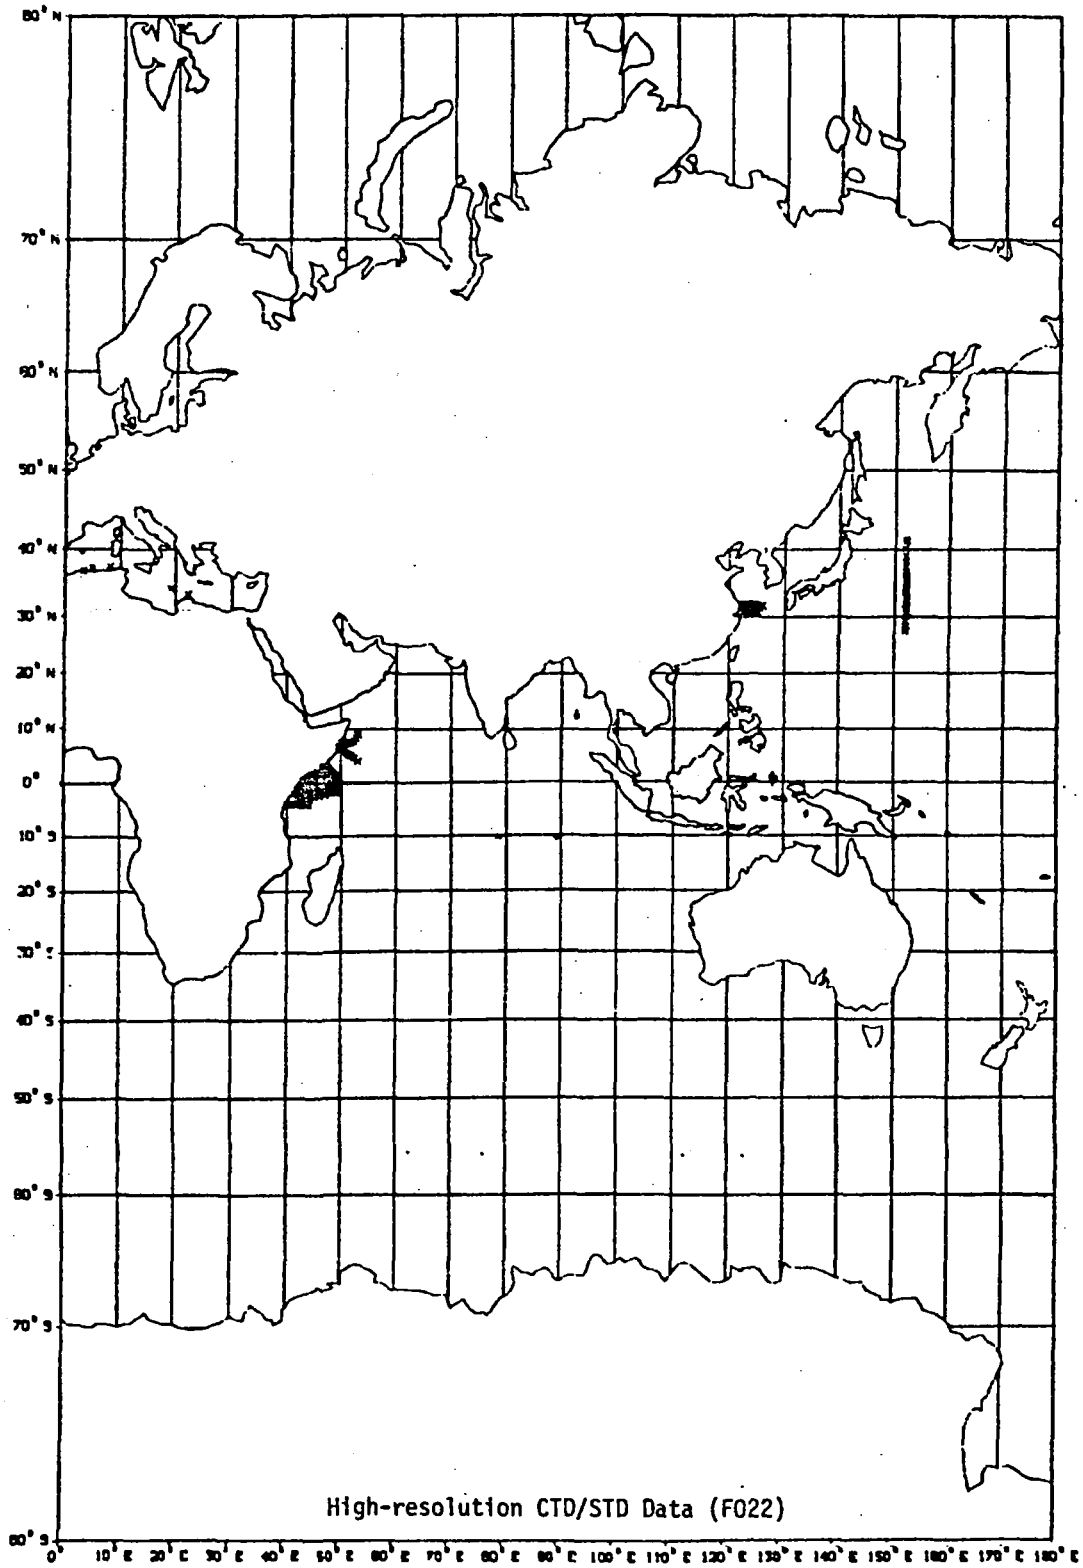 80° N
70° N
60° N
50° N
40° N
30° N
20° N
10° N
0°
10° S
20° S
30° S
40° S
50° S
60° S
70° S
High-resolution CTD/STD Data (F022)
80° S
0° 10° E 20° E 30° E 40° E 50° E 60° E 70° E 80° E 90° E 100° E 110° E 120° E 130° E 140° E 150° E 160° E 170° E 180° E